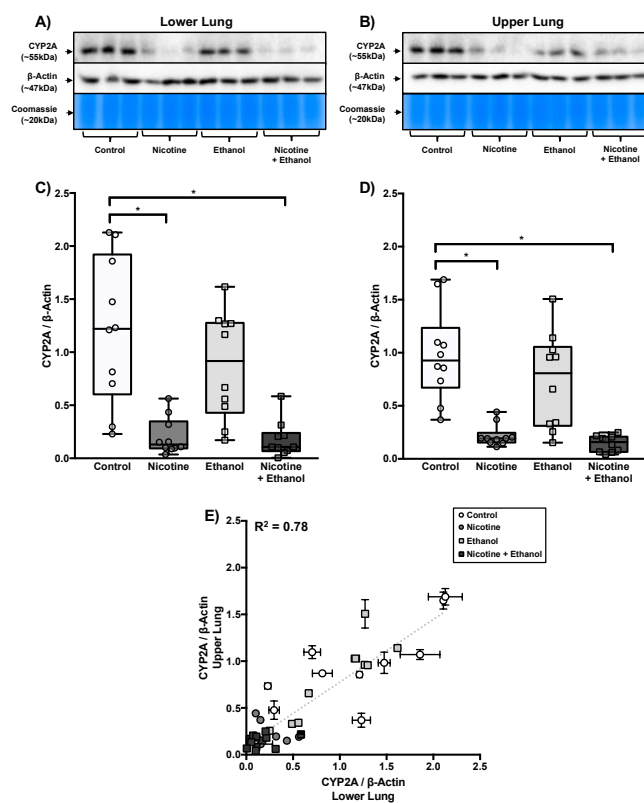 A) Lower Lung
CYP2A
(~55kDa)
β-Actin
(~47kDa)
Coomassie
(~20kDa)
Control Nicotine Ethanol Nicotine
+ Ethanol
B) Upper Lung
CYP2A
(~55kDa)
β-Actin
(~47kDa)
Coomassie
(~20kDa)
Control Nicotine Ethanol Nicotine
+ Ethanol
C)
CYP2A / β-Actin
2.5
2.0
1.5
1.0
0.5
0.0
*
*
Control Nicotine Ethanol Nicotine
+ Ethanol
D)
CYP2A / β-Actin
2.5
2.0
1.5
1.0
0.5
0.0
*
*
Control Nicotine Ethanol Nicotine
+ Ethanol
E)
R² = 0.78
Control
Nicotine
Ethanol
Nicotine + Ethanol
CYP2A / β-Actin
Upper Lung
2.5
2.0
1.5
1.0
0.5
0.0
0.0 0.5 1.0 1.5 2.0 2.5
CYP2A / β-Actin
Lower Lung